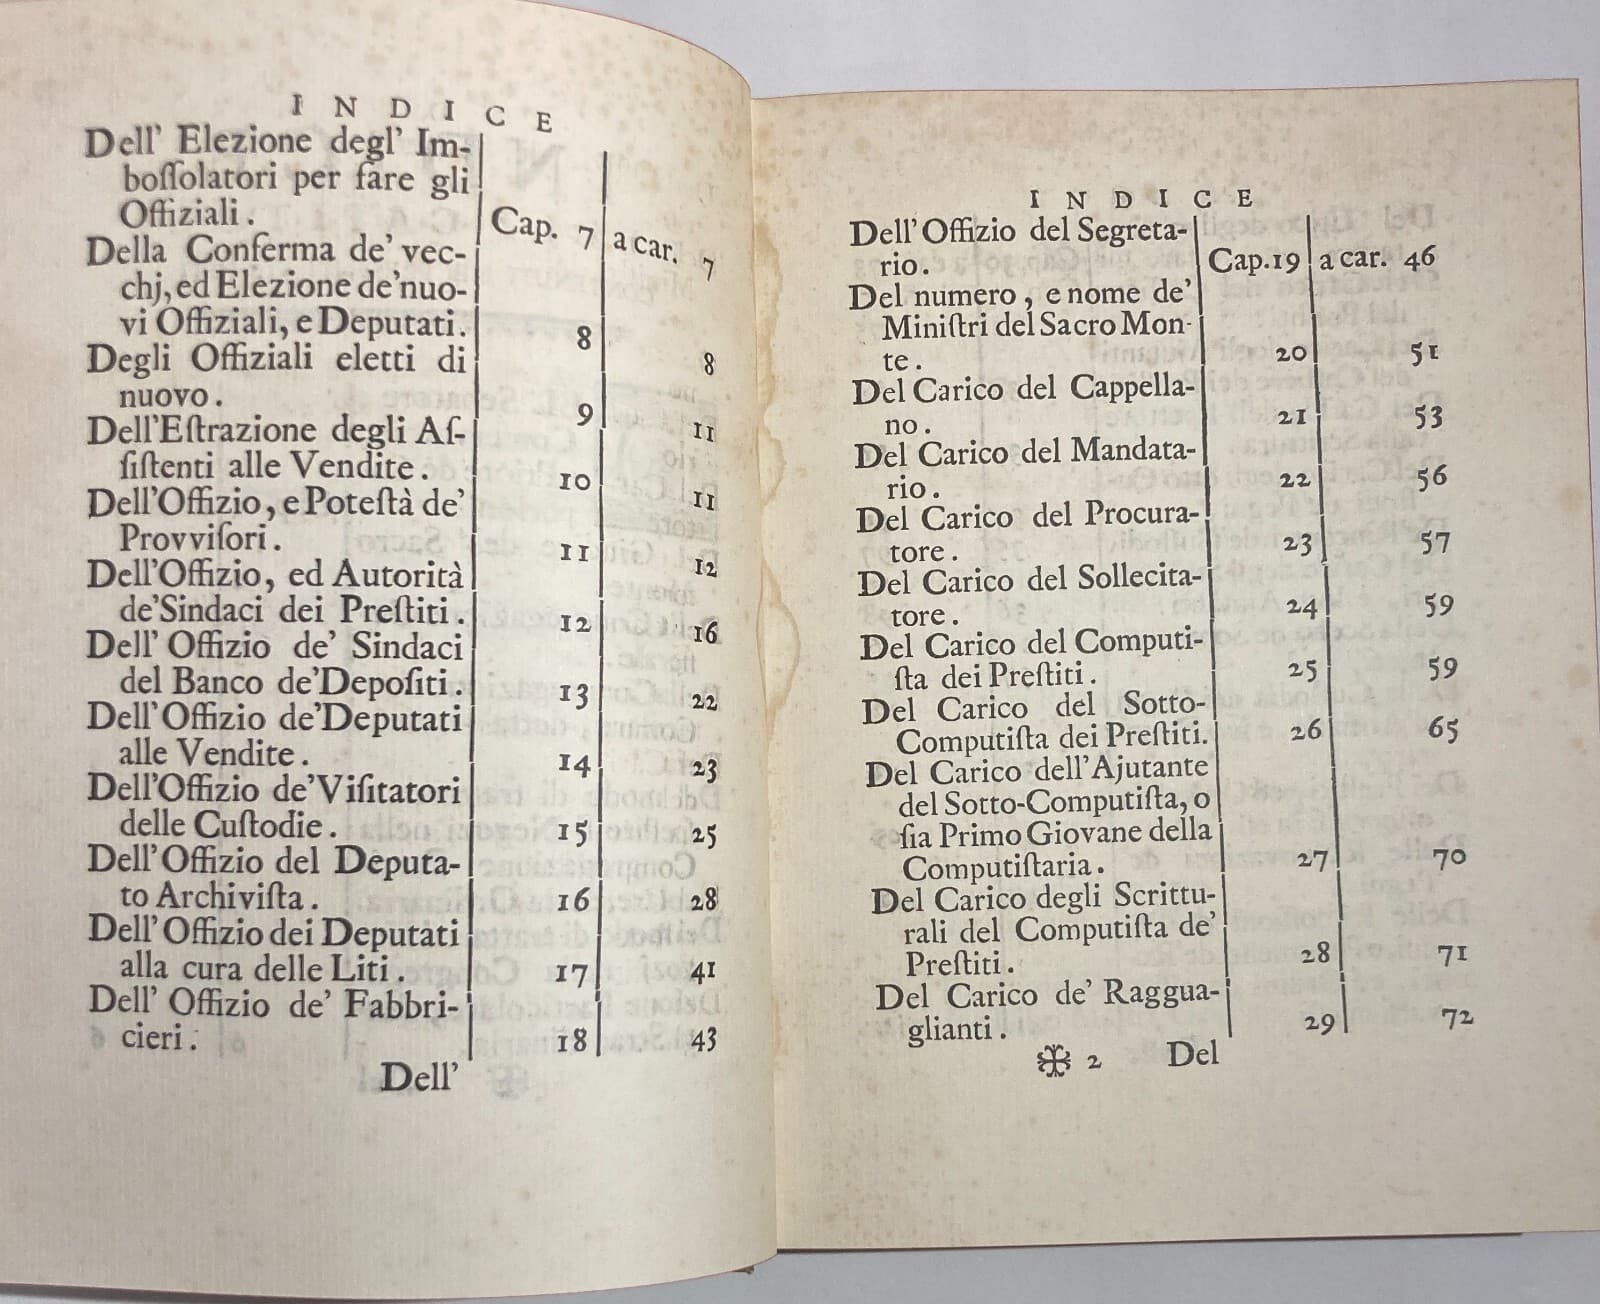 INDICE
Dell' Elezione degl' Im-
boſſolatori per fare gli
Offiziali. Cap. 7 a car. 7
Della Conferma de' vec-
chj, ed Elezione de' nuo-
vi Offiziali, e Deputati. 8 8
Degli Offiziali eletti di
nuovo. 9 11
Dell' Eſtrazione degli Aſ-
ſiſtenti alle Vendite. 10 11
Dell' Offizio, e Poteſtà de'
Provviſori. 11 12
Dell' Offizio, ed Autorità
de' Sindaci dei Preſtiti. 12 16
Dell' Offizio de' Sindaci
del Banco de' Depoſiti. 13 22
Dell' Offizio de' Deputati
alle Vendite. 14 23
Dell' Offizio de' Viſitatori
delle Cuſtodie. 15 25
Dell' Offizio del Deputa-
to Archiviſta. 16 28
Dell' Offizio dei Deputati
alla cura delle Liti. 17 41
Dell' Offizio de' Fabbri-
cieri. 18 43
Dell'
INDICE
Dell' Offizio del Segreta-
rio. Cap. 19 a car. 46
Del numero, e nome de'
Miniſtri del Sacro Mon-
te. 20 51
Del Carico del Cappella-
no. 21 53
Del Carico del Mandata-
rio. 22 56
Del Carico del Procura-
tore. 23 57
Del Carico del Sollecita-
tore. 24 59
Del Carico del Computi-
ſta dei Preſtiti. 25 59
Del Carico del Sotto-
Computiſta dei Preſtiti. 26 65
Del Carico dell' Ajutante
del Sotto-Computiſta, o
ſia Primo Giovane della
Computiſtaria. 27 70
Del Carico degli Scrittu-
rali del Computiſta de'
Preſtiti. 28 71
Del Carico de' Raggua-
glianti. 29 72
2 Del